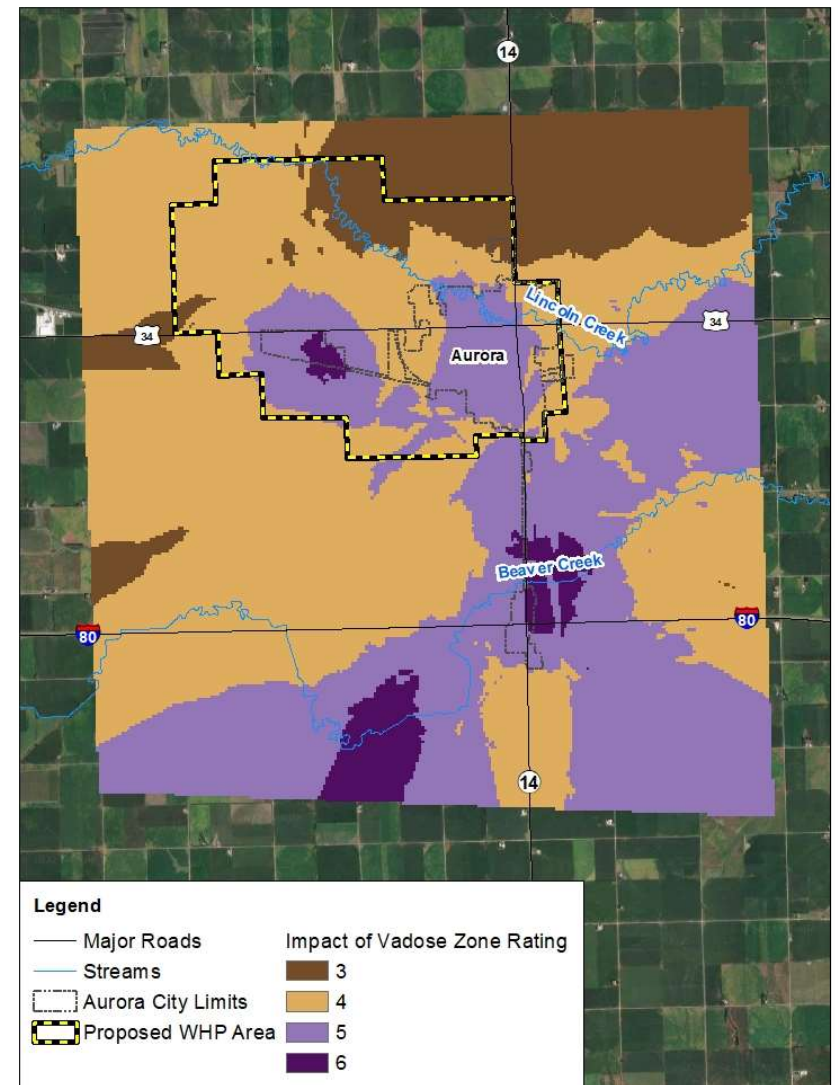 14
Lincoln Creek
34
34
Aurora
Beaver Creek
80
80
14
Legend
Major Roads
Streams
Aurora City Limits
Proposed WHP Area
Impact of Vadose Zone Rating
3
4
5
6